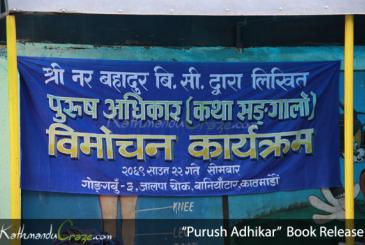 श्री नर बहादुर बि. सी. द्वारा लिखित
पुरुष अधिकार (कथा सङ्गालो)
विमोचन कार्यक्रम
२०६९ साउन २२ गते सोमबार
गोङ्गबुँ - ३, जालपा चोक, बानियाँटार, काठमाडौं
KNEE
KathmanduCraze.com
"Purush Adhikar" Book Release